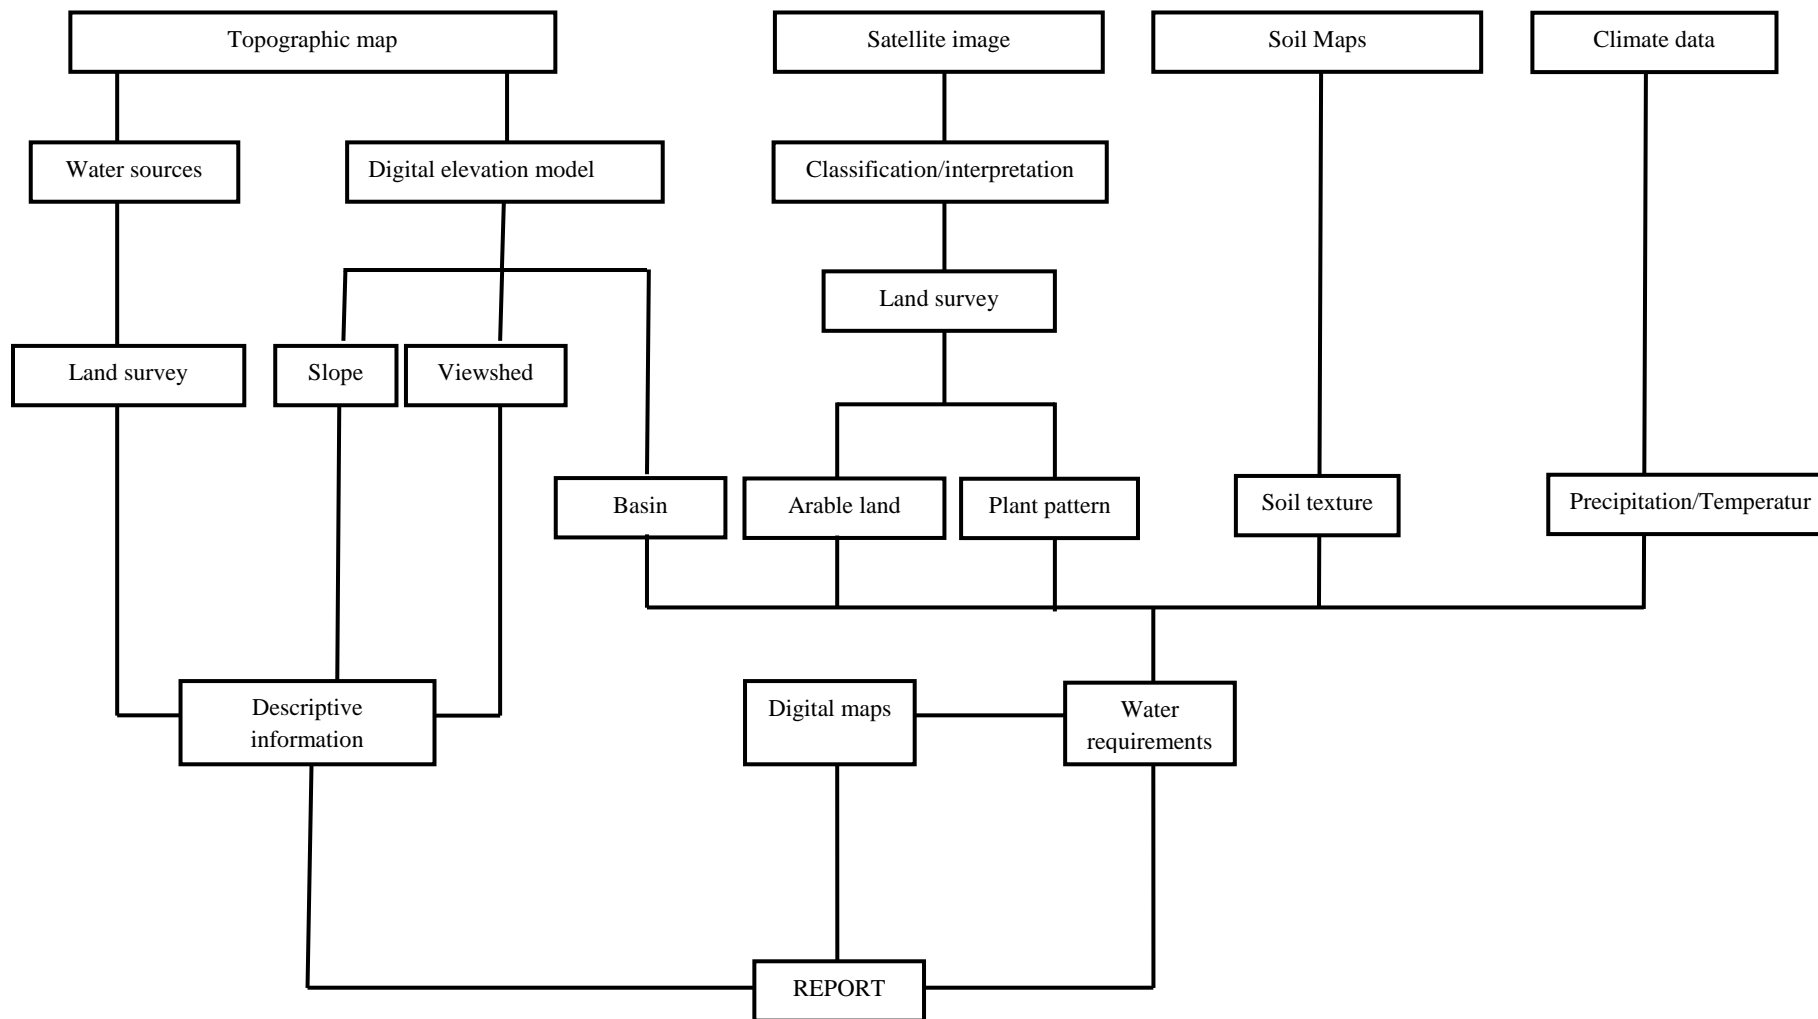 Topographic map
Satellite image
Soil Maps
Climate data
Water sources
Digital elevation model
Classification/interpretation
Land survey
Land survey
Slope
Viewshed
Basin
Arable land
Plant pattern
Soil texture
Precipitation/Temperatur
Descriptive
information
Digital maps
Water
requirements
REPORT